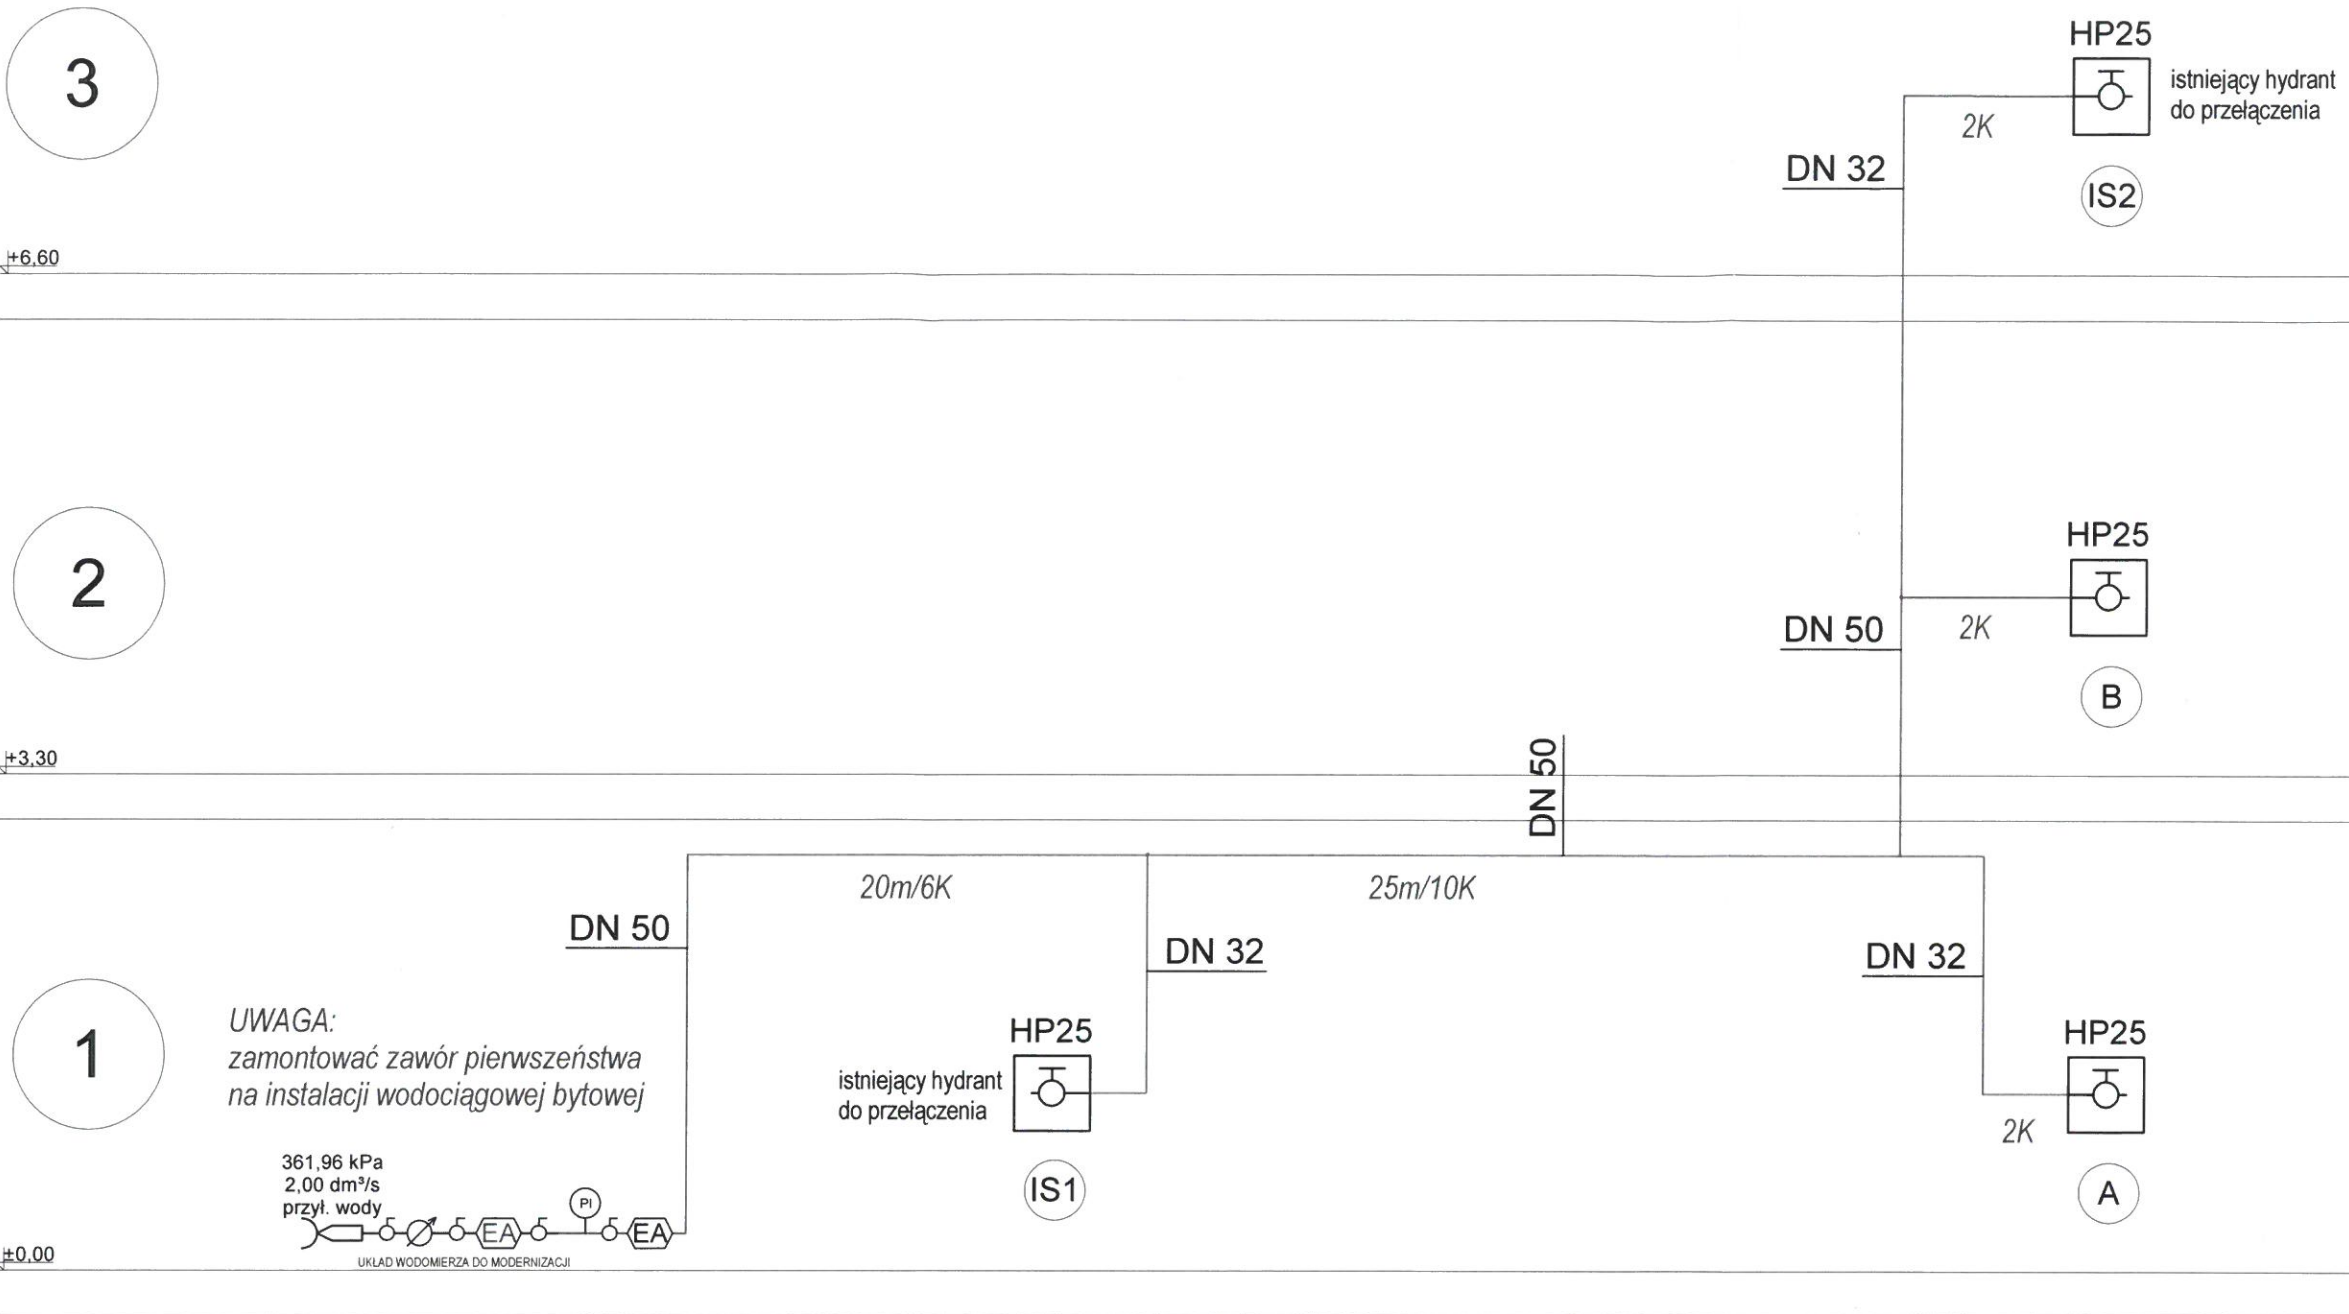 3
HP25
istniejący hydrant
do przełączenia
2K
DN 32
IS2
+6,60
2
HP25
DN 50
2K
B
+3,30
DN 50
20m/6K
25m/10K
DN 50
DN 32
DN 32
1
UWAGA:
zamontować zawór pierwszeństwa
na instalacji wodociągowej bytowej
HP25
istniejący hydrant
do przełączenia
IS1
HP25
2K
A
361,96 kPa
2,00 dm³/s
przył. wody
EA
PI
EA
UKŁAD WODOMIERZA DO MODERNIZACJI
±0,00